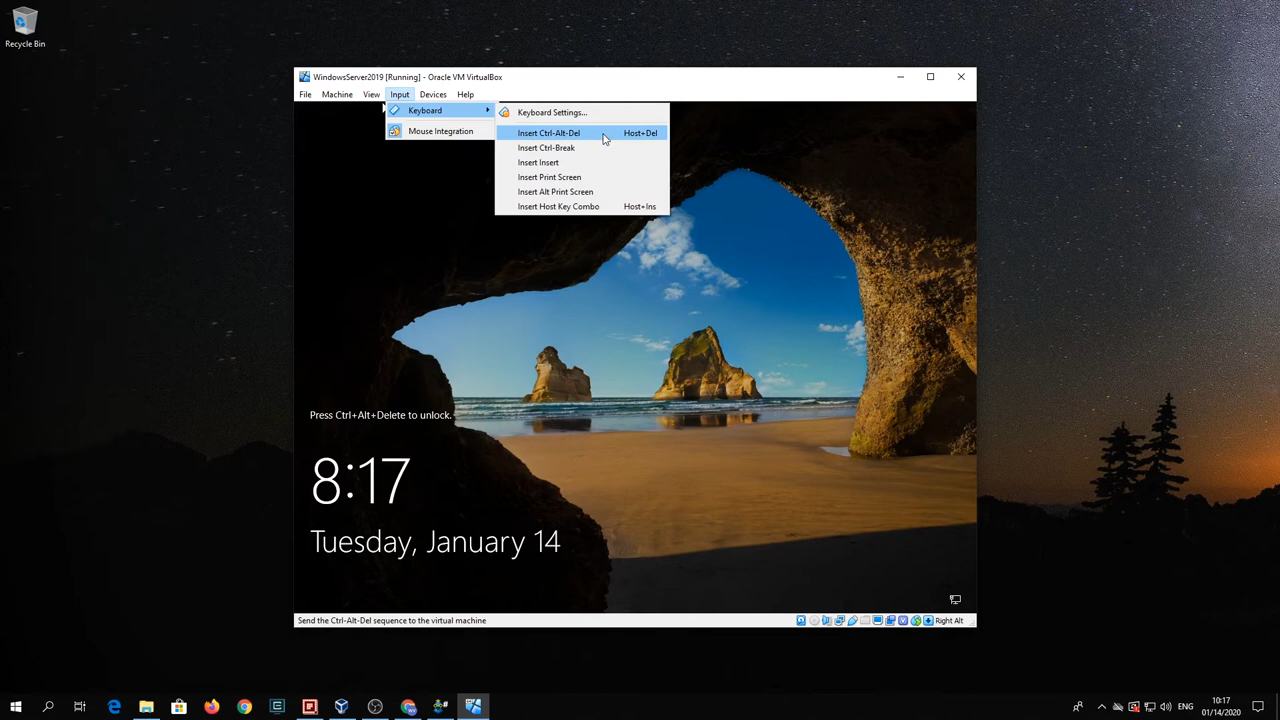 Recycle Bin
WindowsServer2019 [Running] - Oracle VM VirtualBox
File Machine View Input Devices Help
Keyboard
Mouse Integration
Keyboard Settings...
Insert Ctrl-Alt-Del Host+Del
Insert Ctrl-Break
Insert Insert
Insert Print Screen
Insert Alt Print Screen
Insert Host Key Combo Host+Ins
Press Ctrl+Alt+Delete to unlock.
8:17
Tuesday, January 14
Send the Ctrl-Alt-Del sequence to the virtual machine
Right Alt
ENG
10:17
01/14/2020